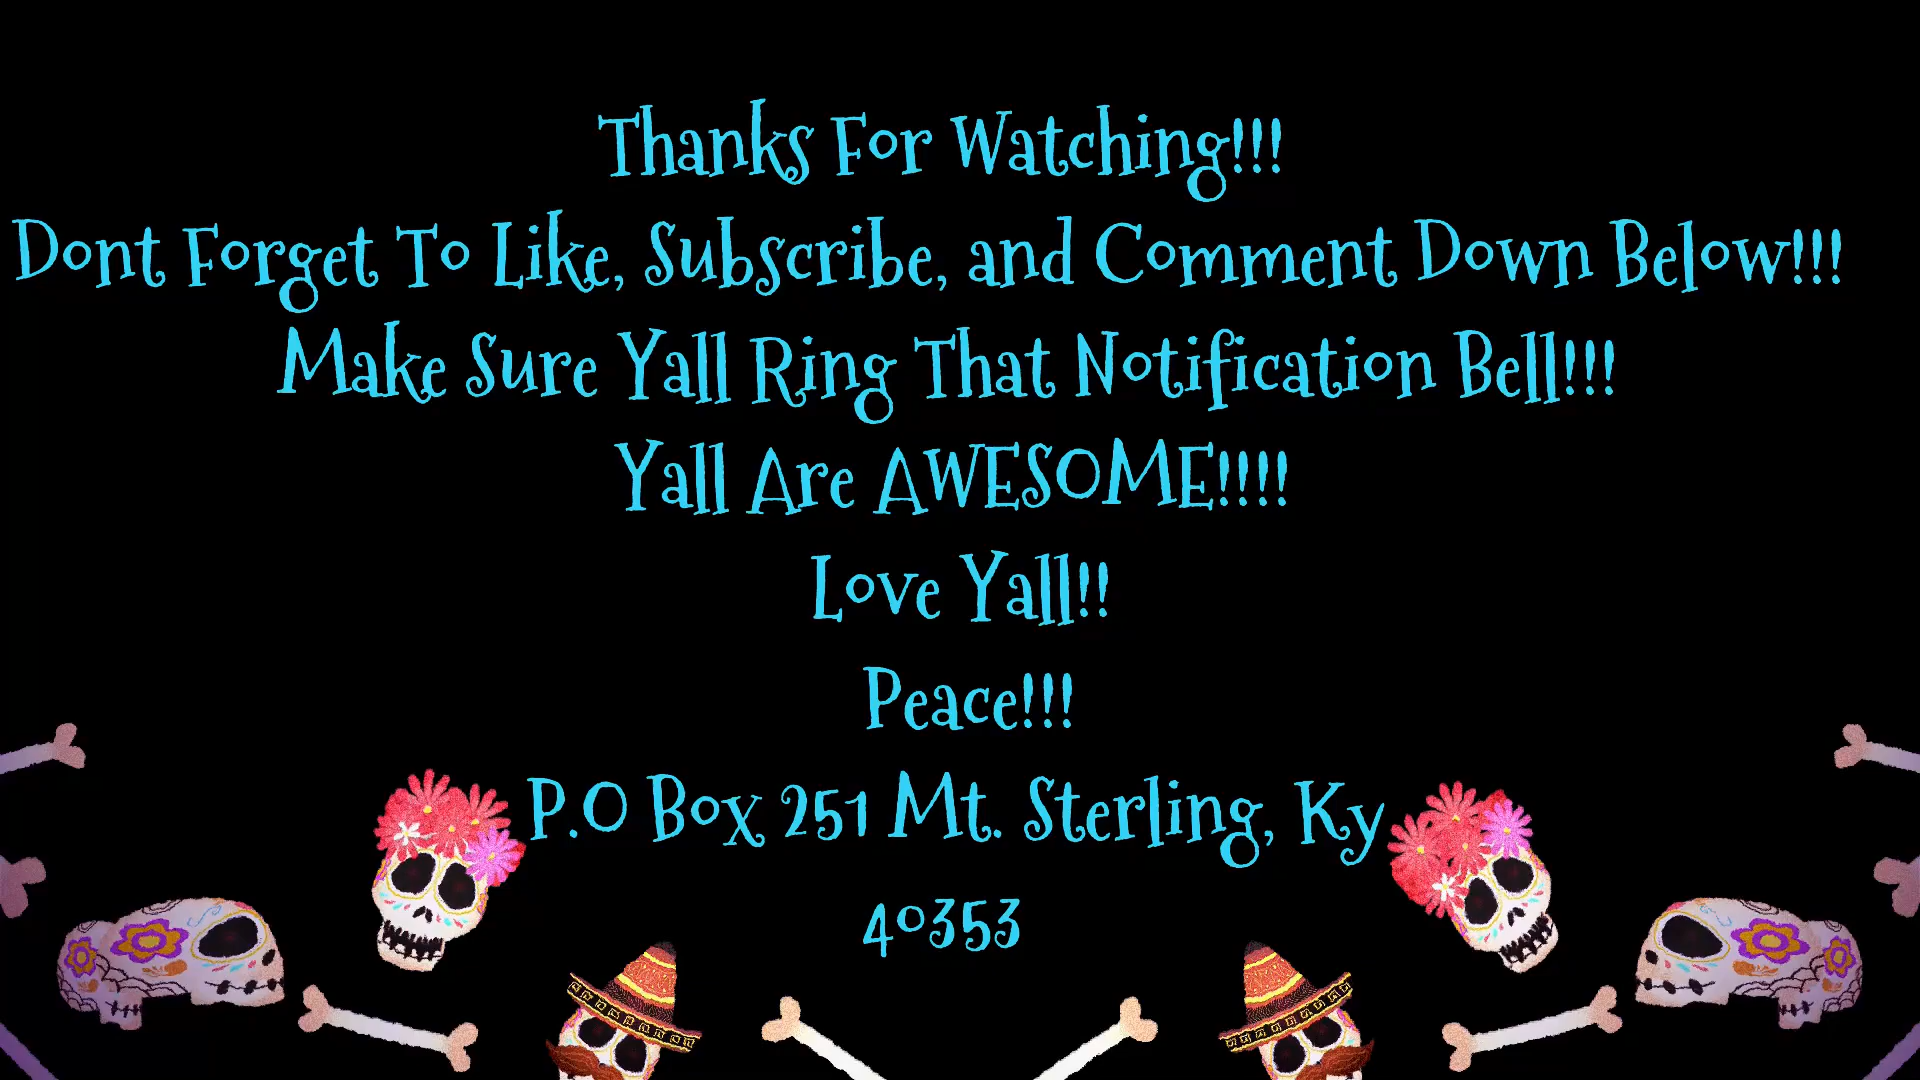 Thanks For Watching!!!
Dont Forget To Like, Subscribe, and Comment Down Below!!!
Make Sure Yall Ring That Notification Bell!!!
Yall Are AWESOME!!!!
Love Yall!!
Peace!!!
P.O Box 251 Mt. Sterling, Ky
40353